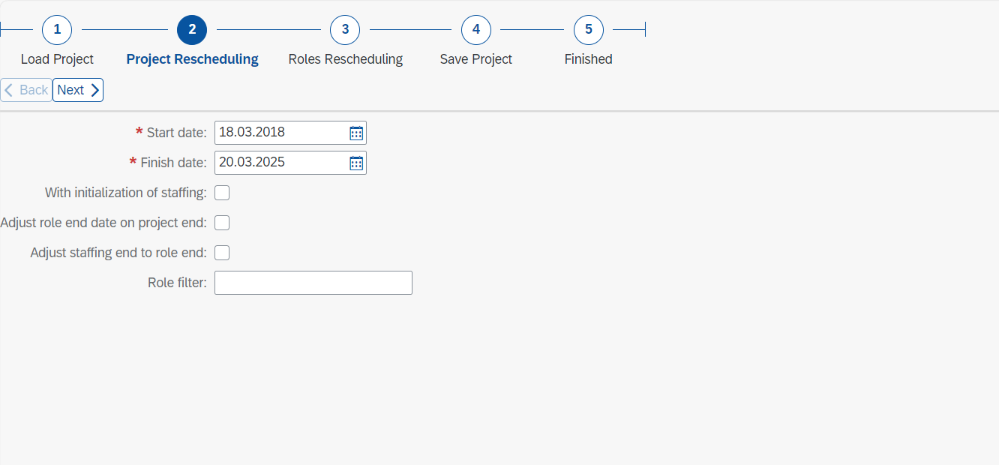 1 2 3 4 5
Load Project Project Rescheduling Roles Rescheduling Save Project Finished
Back Next
* Start date: 18.03.2018
* Finish date: 20.03.2025
With initialization of staffing:
Adjust role end date on project end:
Adjust staffing end to role end:
Role filter: